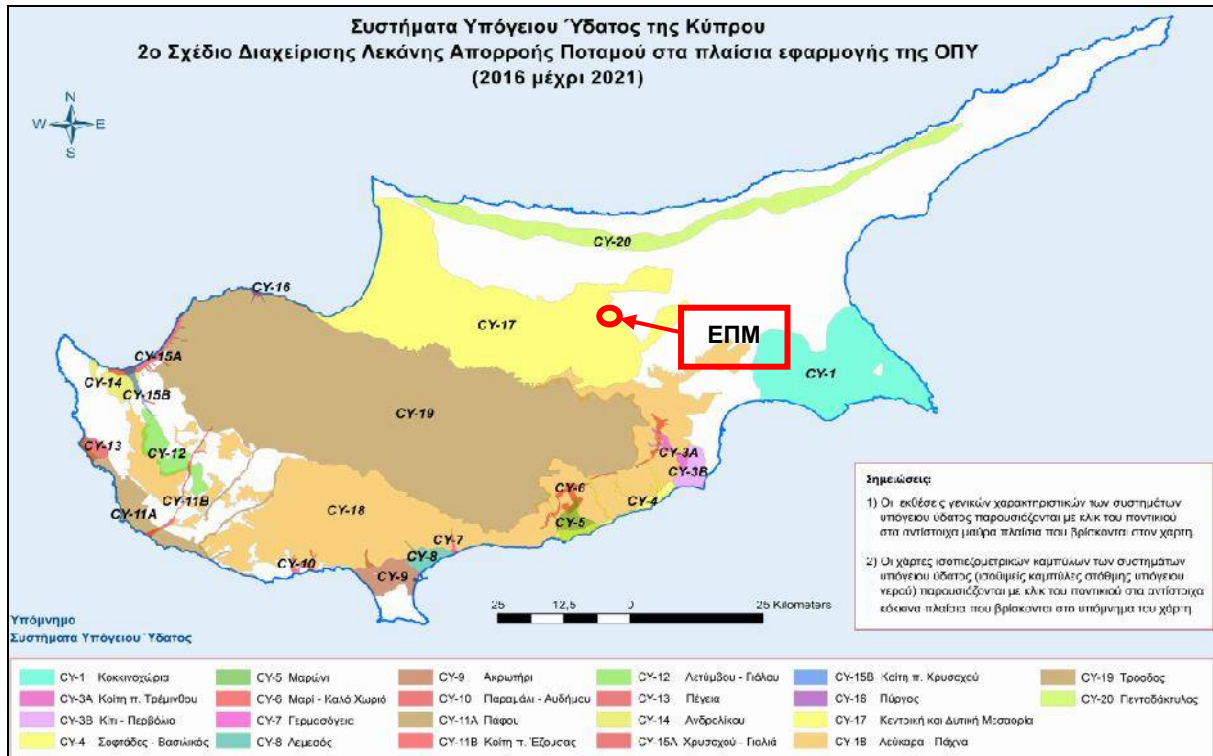 Συστήματα Υπόγειου Ύδατος της Κύπρου
2ο Σχέδιο Διαχείρισης Λεκάνης Απορροής Ποταμού στα πλαίσια εφαρμογής της ΟΠΥ
(2016 μέχρι 2021)
N
W E
S
CY-20
CY-16
CY-17
ΕΠΜ
CY-15A
CY-14
CY-15B
CY-1
CY-19
CY-13
CY-12
CY-3A
CY-3B
CY-11B
CY-6
CY-4
CY-11A
CY-18
CY-5
CY-7
CY-8
CY-10
CY-9
25 12,5 0 25 Kilometers
Σημειώσεις:
1) Οι εκθέσεις γενικών χαρακτηριστικών των συστημάτων
υπόγειου ύδατος παρουσιάζονται με κλικ του ποντικιού
στα αντίστοιχα μαύρα πλαίσια που βρίσκονται στον χάρτη.
2) Οι χάρτες ισοπιεζομετρικών καμπύλων των συστημάτων
υπόγειου ύδατος (ισοϋψείς καμπύλες στάθμης υπόγειου
νερού) παρουσιάζονται με κλικ του ποντικιού στα αντίστοιχα
κόκκινα πλαίσια που βρίσκονται στο υπόμνημα του χάρτη.
Υπόμνημο
Συστήματα Υπόγειου Ύδατος
CY-1 Κοκκινοχώρια
CY-3A Κοίτη π. Τρέμινθου
CY-3B Κίτι - Περβόλια
CY-4 Σοφτάδες - Βασιλικός
CY-5 Μαρώνι
CY-6 Μαρί - Καλό Χωριό
CY-7 Γερμασόγεια
CY-8 Λεμεσός
CY-9 Ακρωτήρι
CY-10 Παραμάλι - Αυδήμου
CY-11A Πάφου
CY-11B Κοίτη π. Έζουσας
CY-12 Λετύμβου - Γιόλου
CY-13 Πέγεια
CY-14 Ανδρολίκου
CY-15A Χρυσοχού - Γιαλιά
CY-15B Κοίτη π. Χρυσοχού
CY-16 Πύργος
CY-17 Κεντρική και Δυτική Μεσαορία
CY-18 Λεύκαρα - Πάχνα
CY-19 Τρόοδος
CY-20 Πενταδάκτυλος